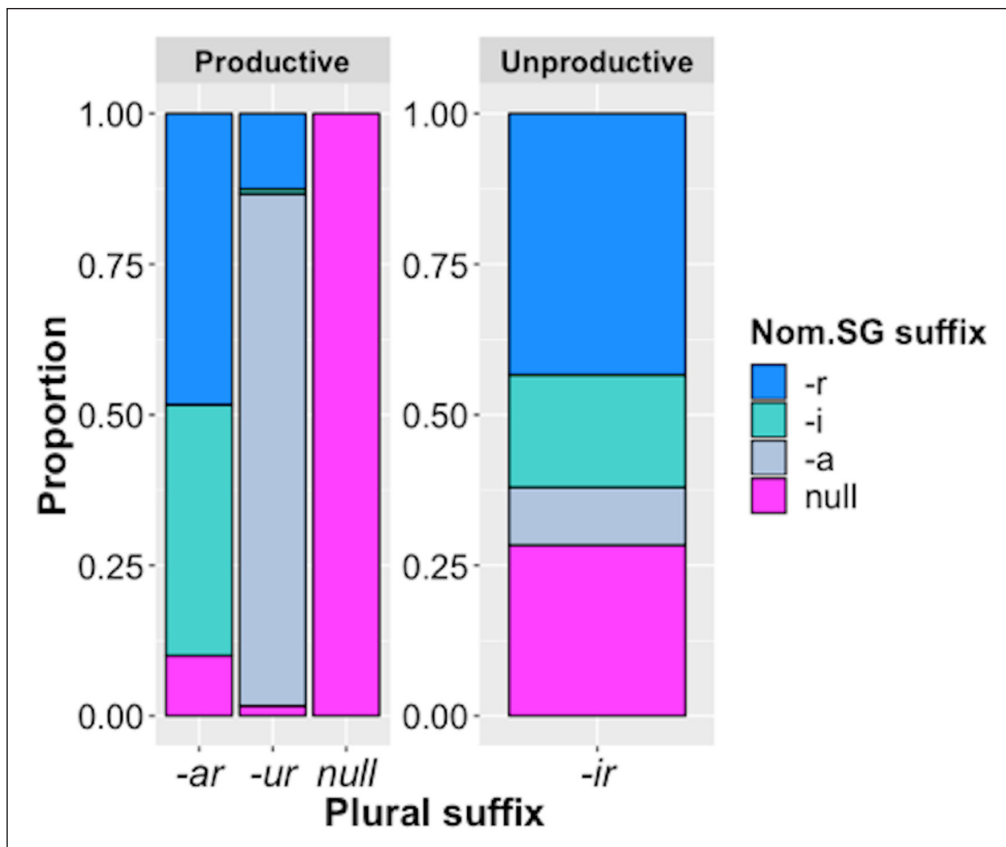 Productive
Unproductive
1.00
0.75
0.50
0.25
0.00
1.00
0.75
0.50
0.25
0.00
Proportion
-ar -ur null
-ir
Plural suffix
Nom.SG suffix
-r
-i
-a
null